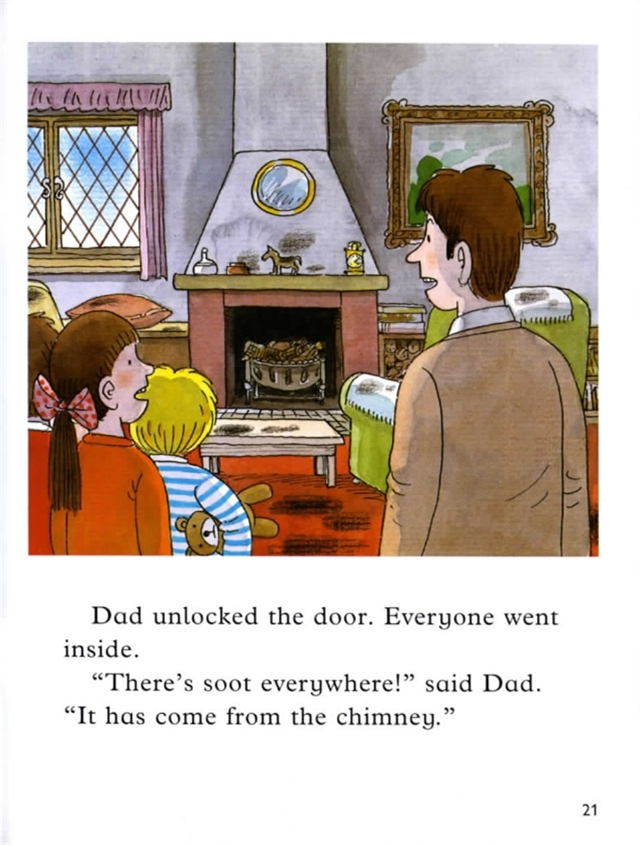 Dad unlocked the door. Everyone went
inside.
“There’s soot everywhere!” said Dad.
“It has come from the chimney.”
21